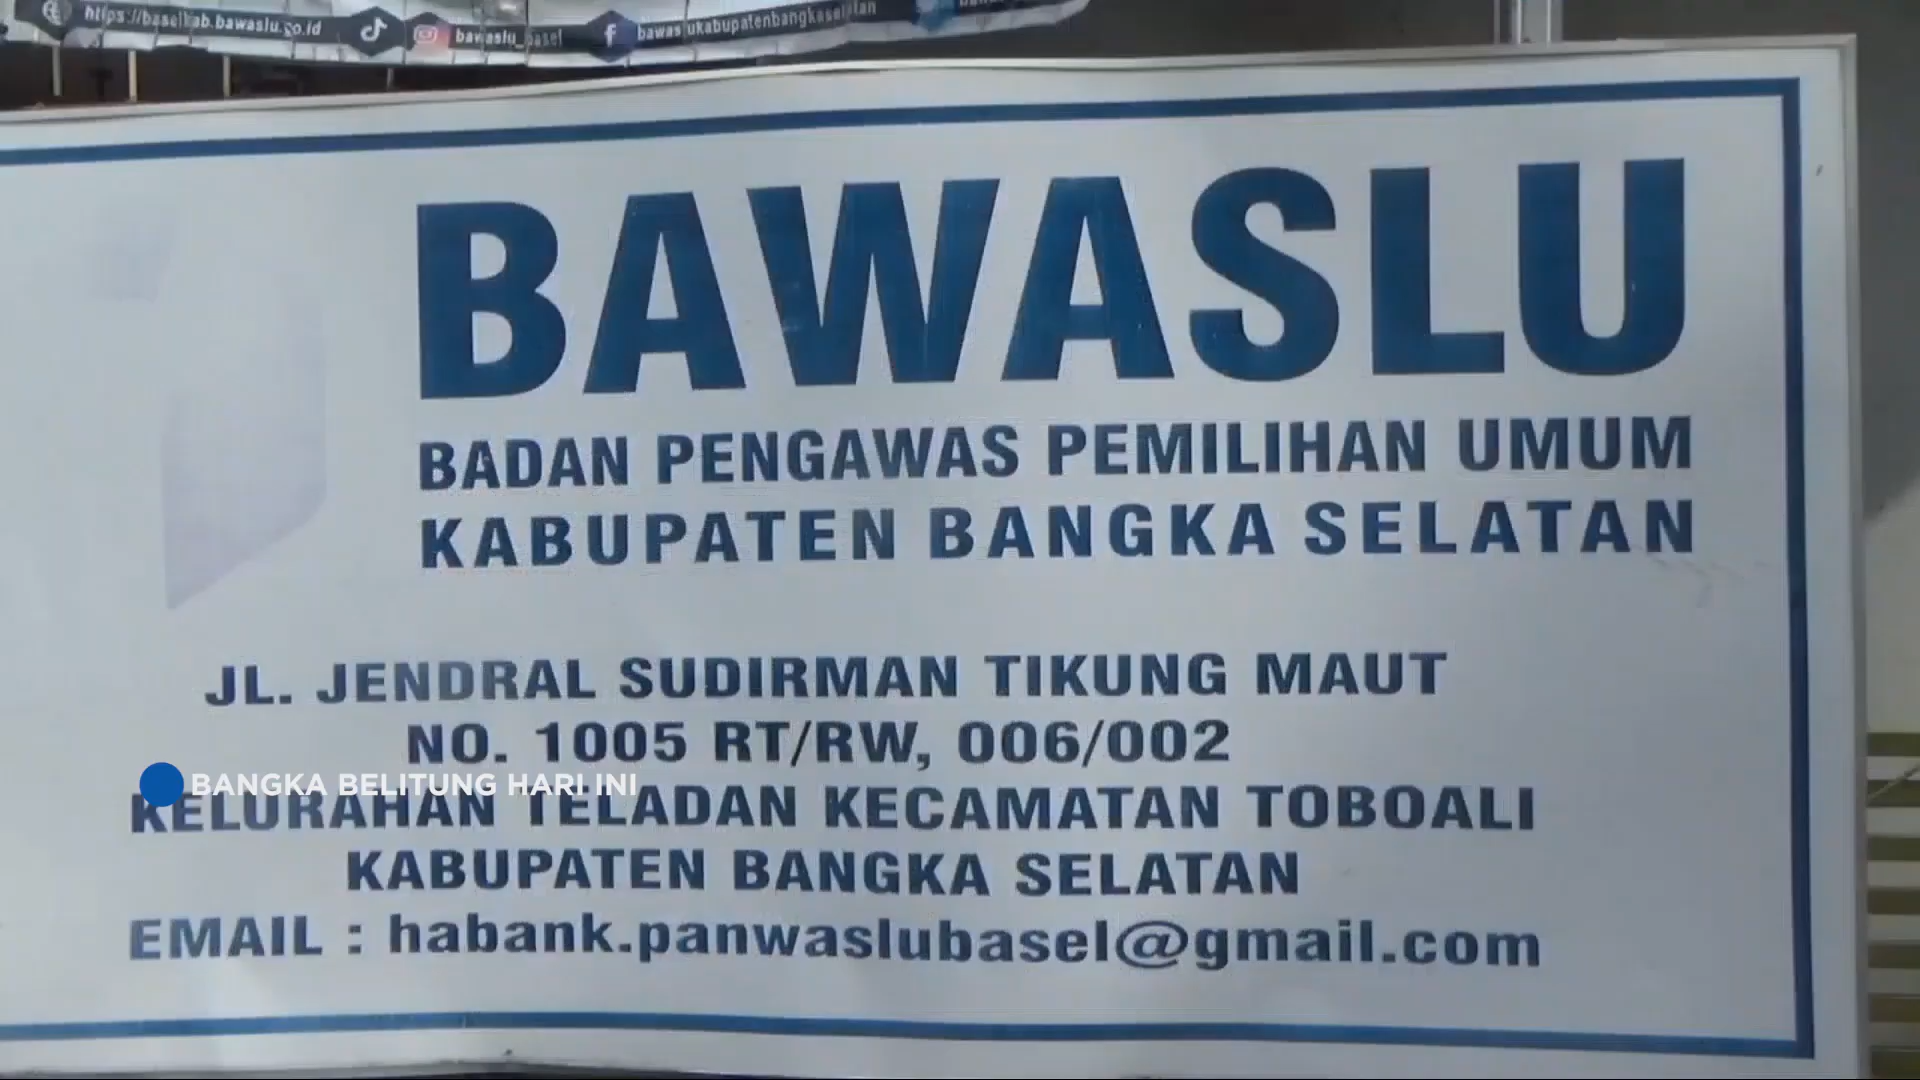 https://baselkab.bawaslu.co.id bawaslu_basel bawaslukabupatenbangkaselatan
BAWASLU
BADAN PENGAWAS PEMILIHAN UMUM
KABUPATEN BANGKA SELATAN
JL. JENDRAL SUDIRMAN TIKUNG MAUT
NO. 1005 RT/RW, 006/002
BANGKA BELITUNG HARI INI
KELURAHAN TELADAN KECAMATAN TOBOALI
KABUPATEN BANGKA SELATAN
EMAIL : habank.panwaslubasel@gmail.com